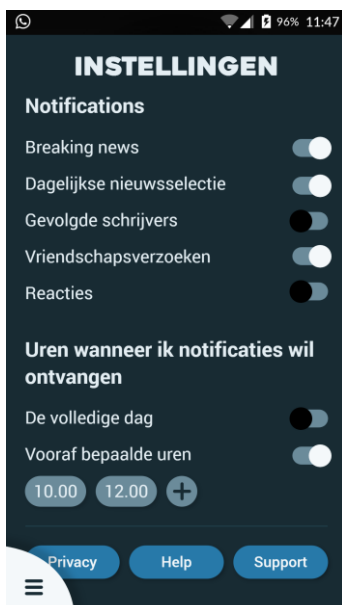 96% 11:47
INSTELLINGEN
Notifications
Breaking news
Dagelijkse nieuwsselectie
Gevolgde schrijvers
Vriendschapsverzoeken
Reacties
Uren wanneer ik notificaties wil
ontvangen
De volledige dag
Vooraf bepaalde uren
10.00 12.00 +
Privacy Help Support